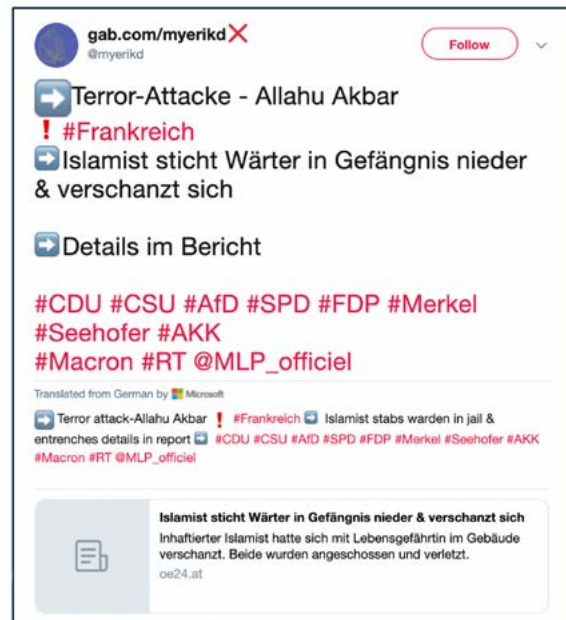 gab.com/myerikd❌
@myerikd
Follow
➡️Terror-Attacke - Allahu Akbar
❗ #Frankreich
➡️Islamist sticht Wärter in Gefängnis nieder
& verschanzt sich
➡️Details im Bericht
#CDU #CSU #AfD #SPD #FDP #Merkel
#Seehofer #AKK
#Macron #RT @MLP_officiel
Translated from German by Microsoft
➡️ Terror attack-Allahu Akbar ❗ #Frankreich ➡️ Islamist stabs warden in jail &
entrenches details in report ➡️ #CDU #CSU #AfD #SPD #FDP #Merkel #Seehofer #AKK
#Macron #RT @MLP_officiel
Islamist sticht Wärter in Gefängnis nieder & verschanzt sich
Inhaftierter Islamist hatte sich mit Lebensgefährtin im Gebäude
verschanzt. Beide wurden angeschossen und verletzt.
oe24.at